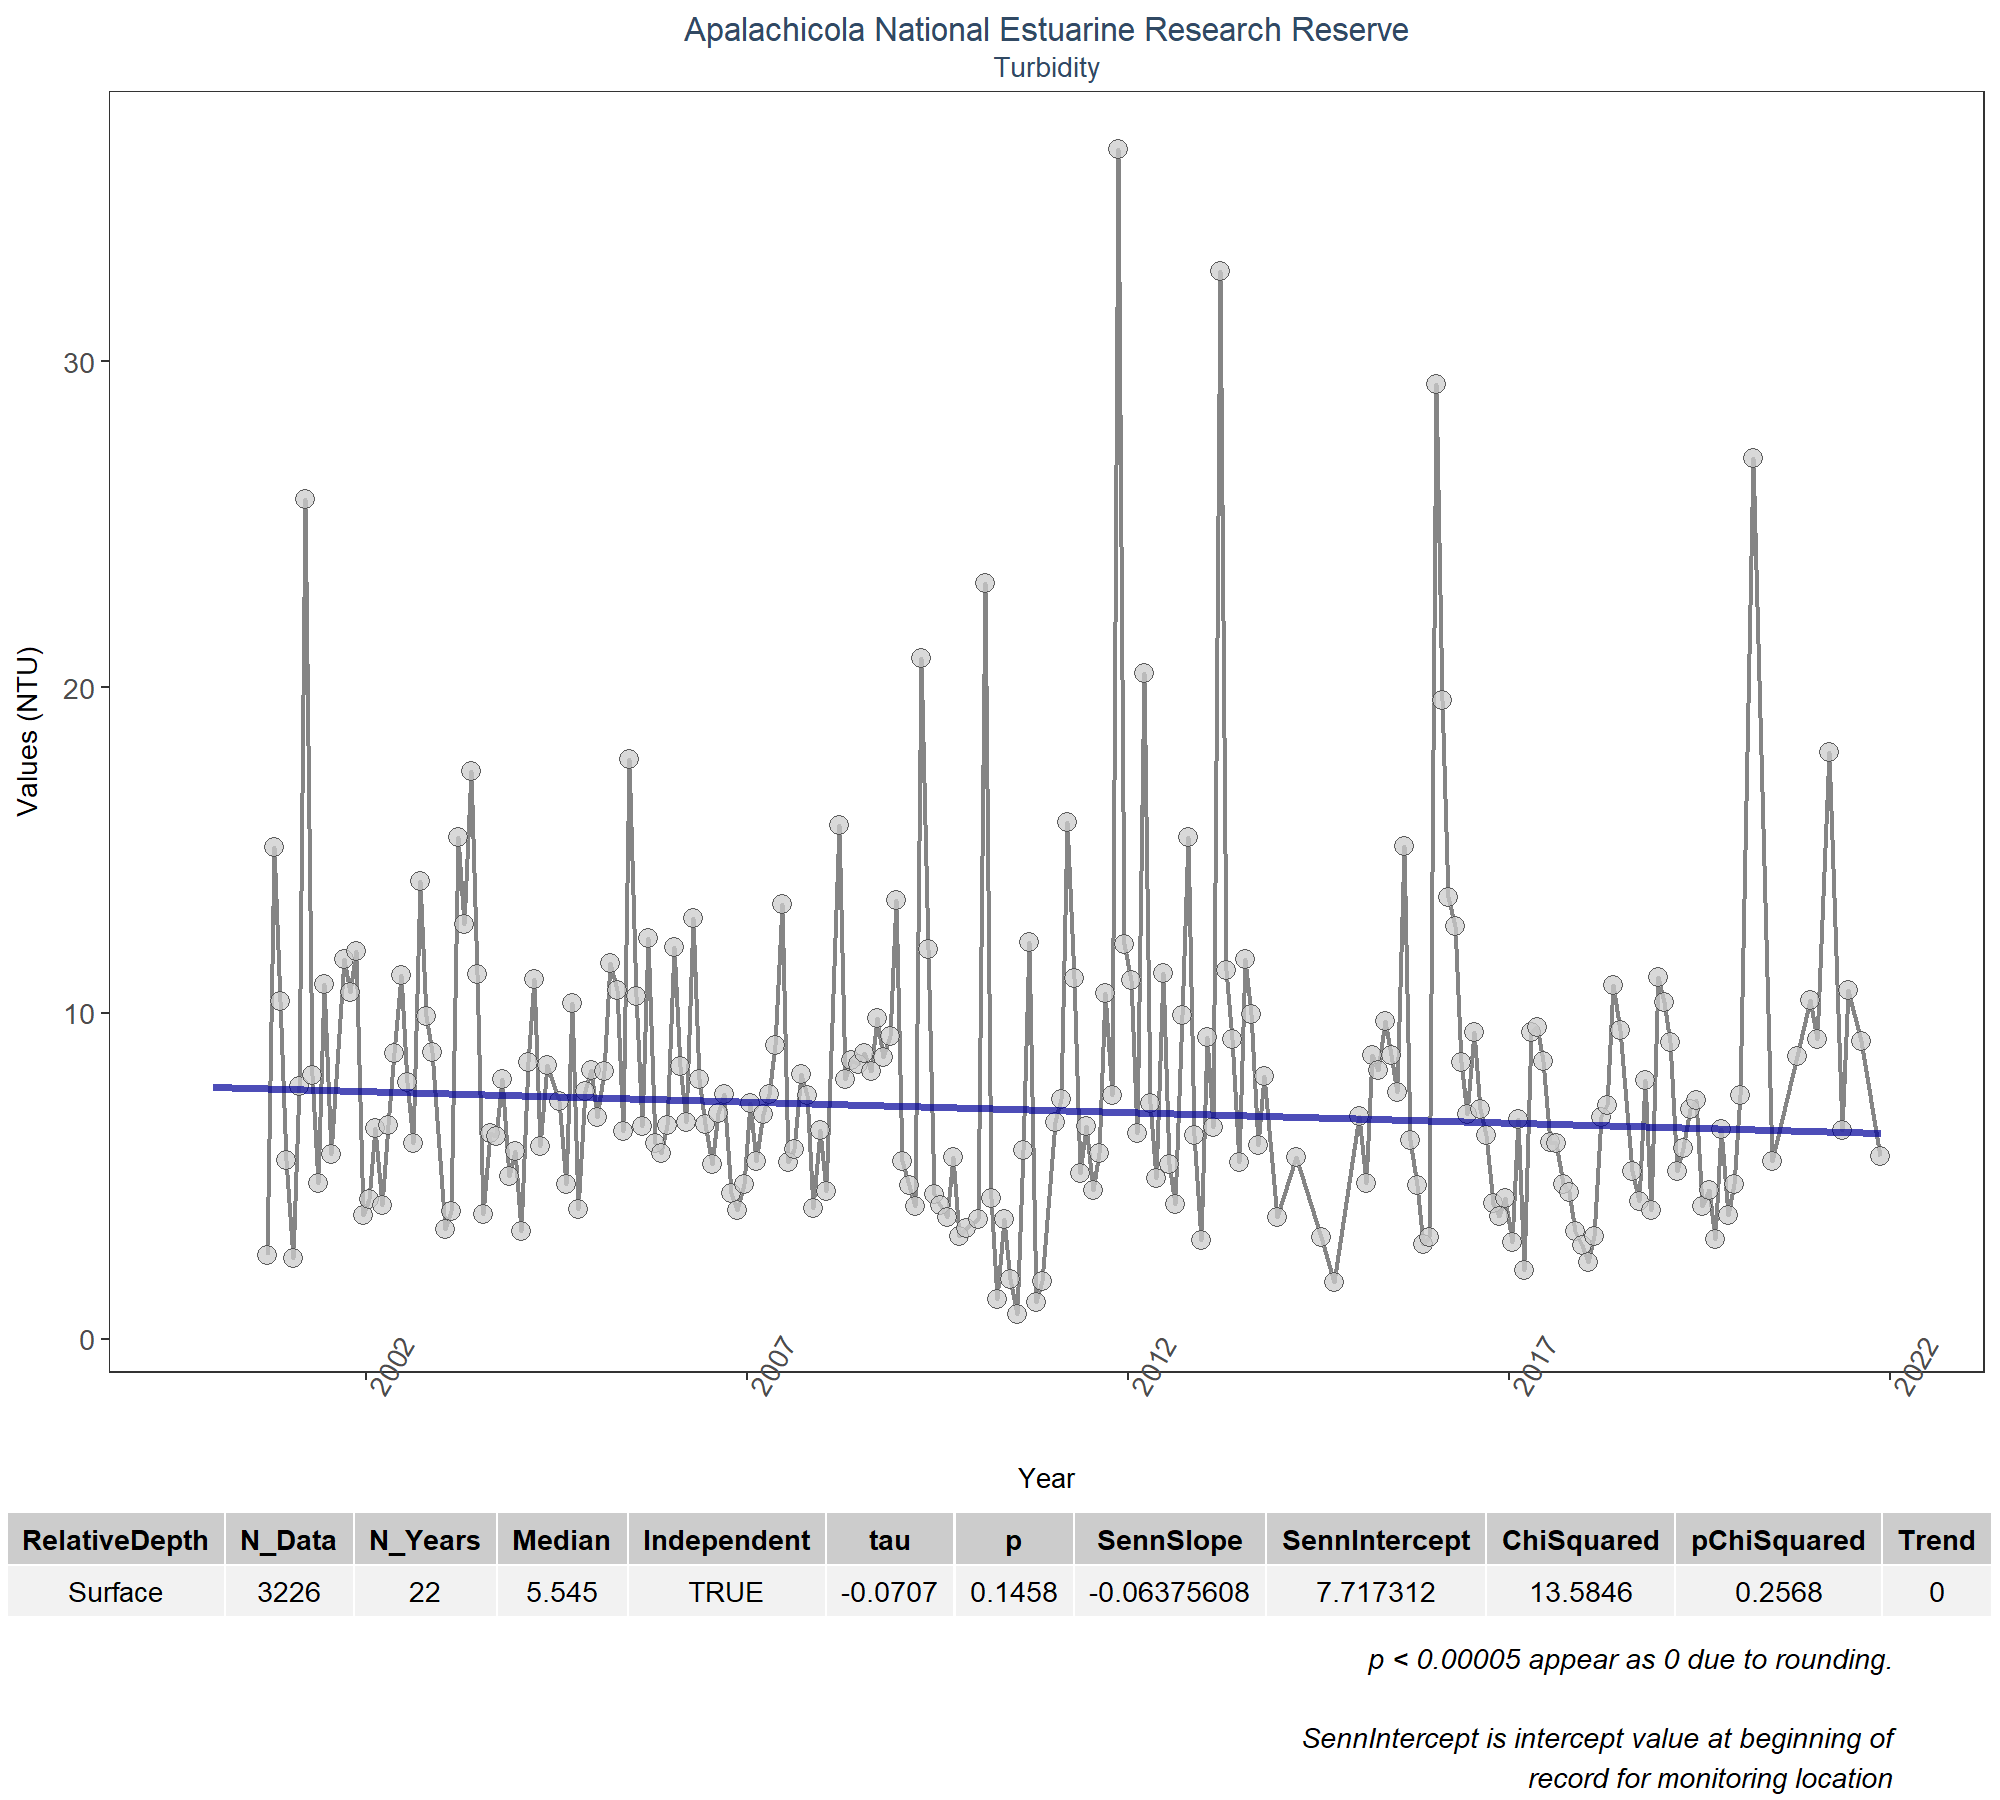 Apalachicola National Estuarine Research Reserve
Turbidity
Values (NTU)
30
20
10
0
2002 2007 2012 2017 2022
Year
RelativeDepth N_Data N_Years Median Independent tau p SennSlope SennIntercept ChiSquared pChiSquared Trend
Surface 3226 22 5.545 TRUE -0.0707 0.1458 -0.06375608 7.717312 13.5846 0.2568 0
p < 0.00005 appear as 0 due to rounding.
SennIntercept is intercept value at beginning of
record for monitoring location